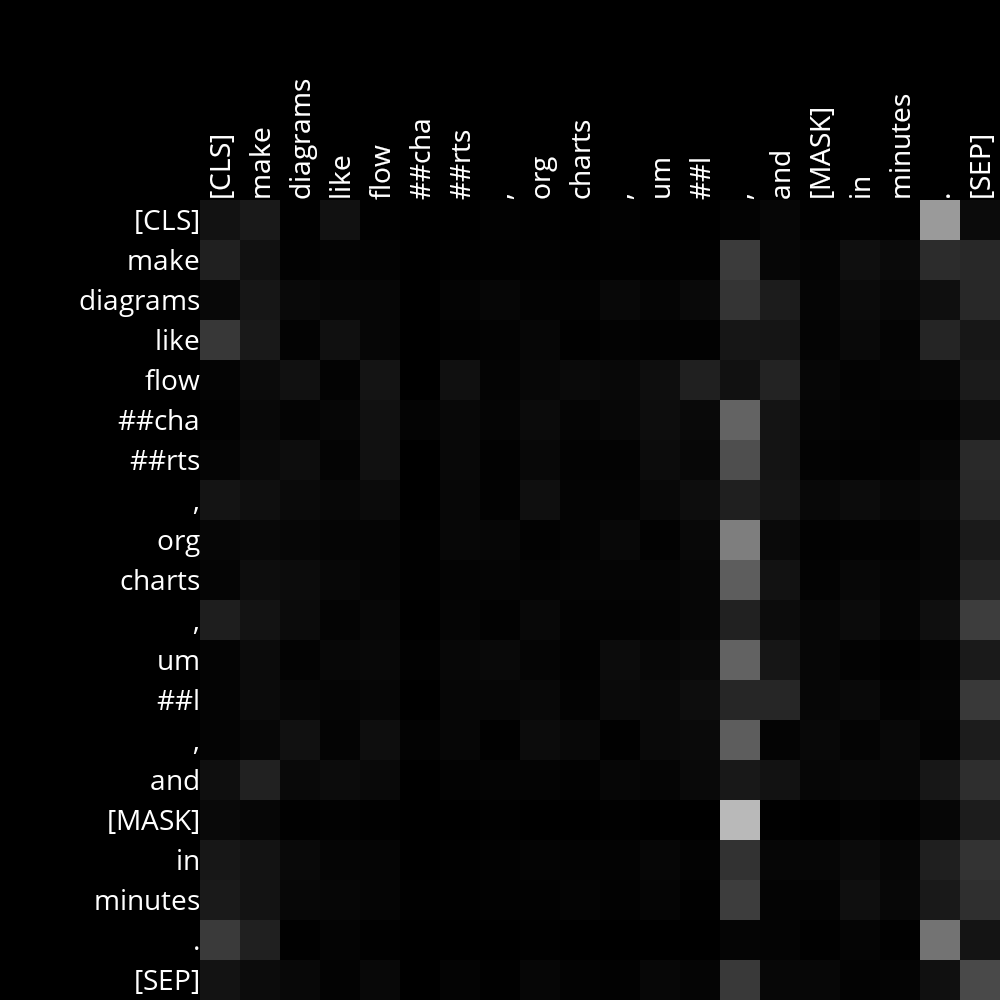 [CLS] make diagrams like flow ##cha ##rts , org charts , um ##l , and [MASK] in minutes . [SEP]
[CLS]
make
diagrams
like
flow
##cha
##rts
,
org
charts
,
um
##l
,
and
[MASK]
in
minutes
.
[SEP]